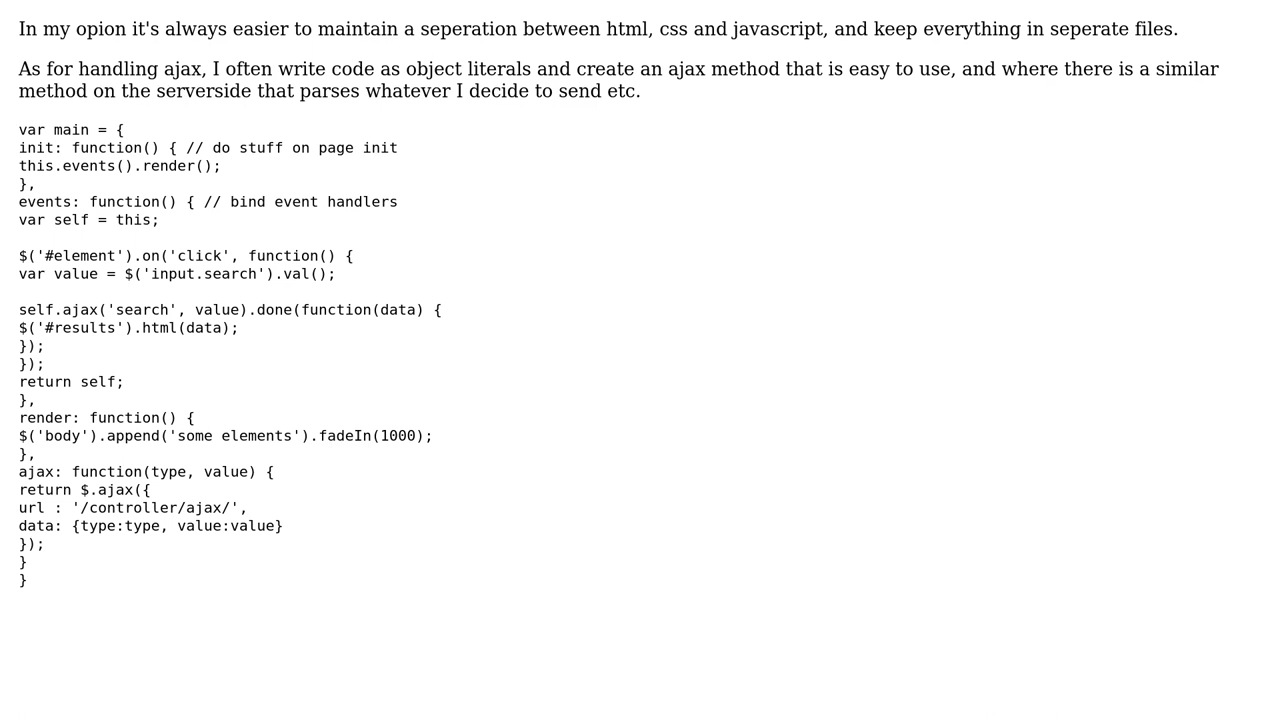 In my opion it's always easier to maintain a seperation between html, css and javascript, and keep everything in seperate files.
As for handling ajax, I often write code as object literals and create an ajax method that is easy to use, and where there is a similar
method on the serverside that parses whatever I decide to send etc.
var main = {
init: function() { // do stuff on page init
this.events().render();
},
events: function() { // bind event handlers
var self = this;
$('#element').on('click', function() {
var value = $('input.search').val();
self.ajax('search', value).done(function(data) {
$('#results').html(data);
});
});
return self;
},
render: function() {
$('body').append('some elements').fadeIn(1000);
},
ajax: function(type, value) {
return $.ajax({
url : '/controller/ajax/',
data: {type:type, value:value}
});
}
}